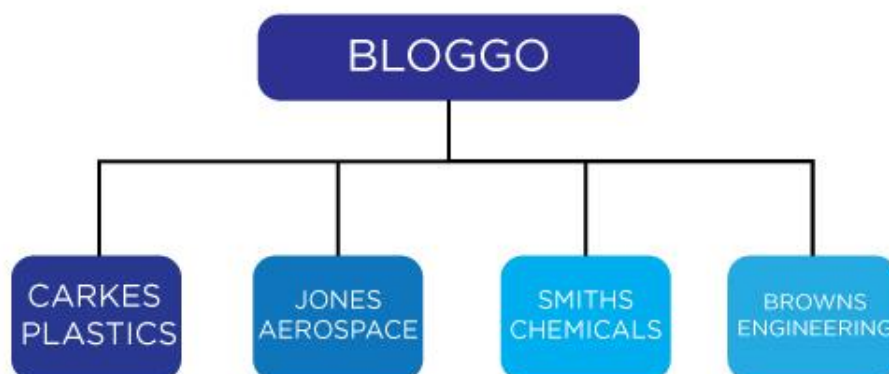 BLOGGO
CARKES
PLASTICS
JONES
AEROSPACE
SMITHS
CHEMICALS
BROWNS
ENGINEERING